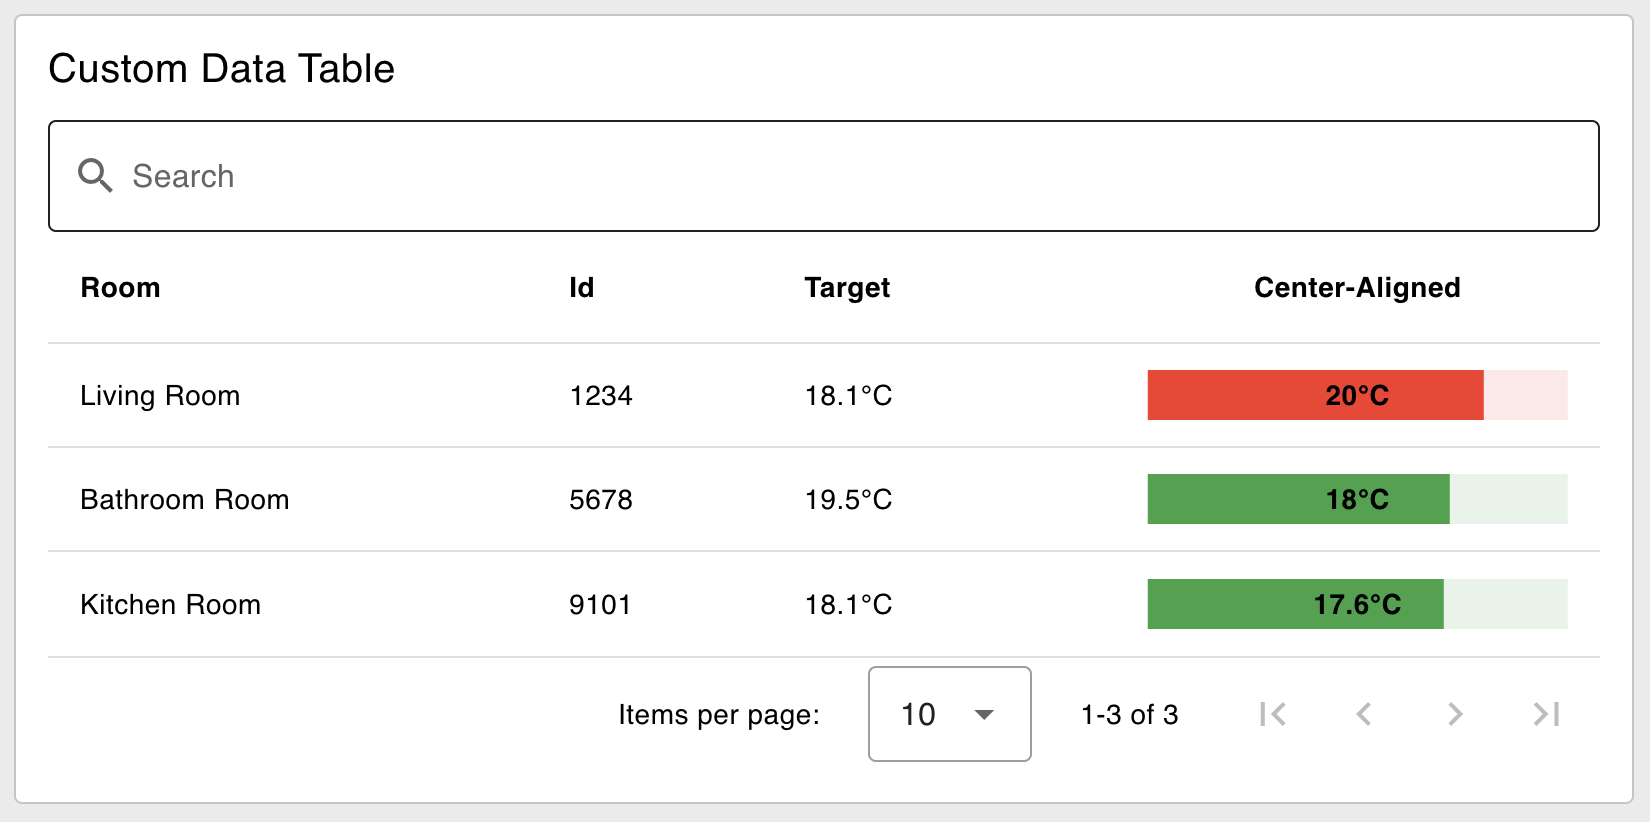 Custom Data Table
Search
Room Id Target Center-Aligned
Living Room 1234 18.1°C 20°C
Bathroom Room 5678 19.5°C 18°C
Kitchen Room 9101 18.1°C 17.6°C
Items per page: 10 1-3 of 3